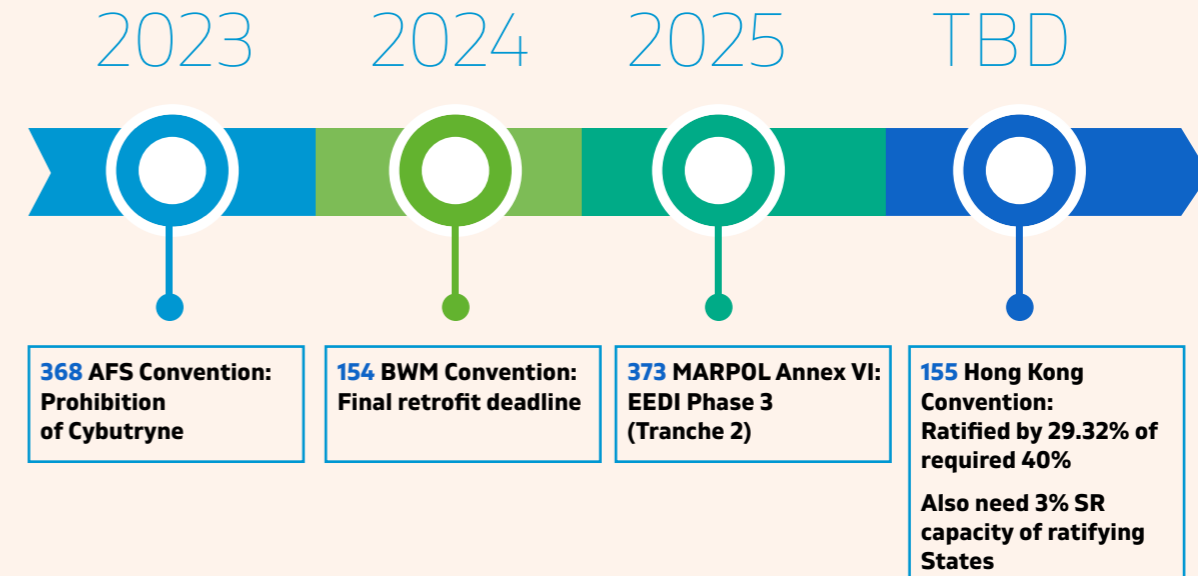 2023
2024
2025
TBD
368 AFS Convention:
Prohibition
of Cybutryne
154 BWM Convention:
Final retrofit deadline
373 MARPOL Annex VI:
EEDI Phase 3
(Tranche 2)
155 Hong Kong
Convention:
Ratified by 29.32% of
required 40%
Also need 3% SR
capacity of ratifying
States